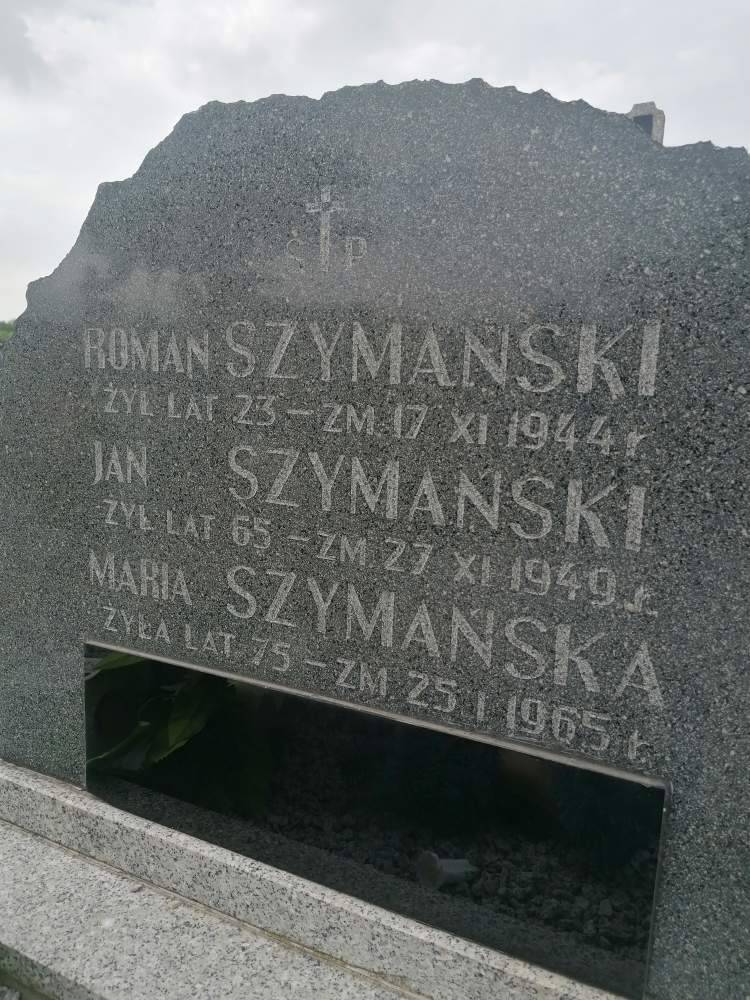 Ś P
ROMAN SZYMAŃSKI
ŻYŁ LAT 23 – ZM. 17 XI 1944 r.
JAN SZYMAŃSKI
ŻYŁ LAT 65 – ZM 27 XI 1949 r.
MARIA SZYMAŃSKA
ŻYŁA LAT 75 – ZM 25 I 1965 r.